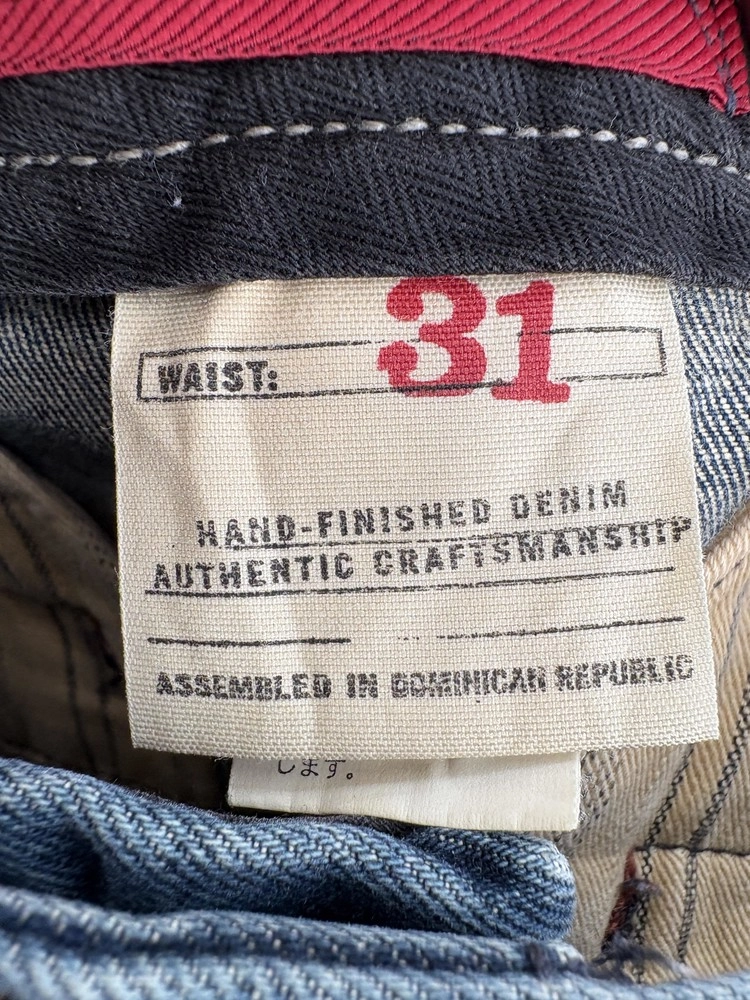 WAIST: 31
HAND-FINISHED DENIM
AUTHENTIC CRAFTSMANSHIP
ASSEMBLED IN DOMINICAN REPUBLIC
します。